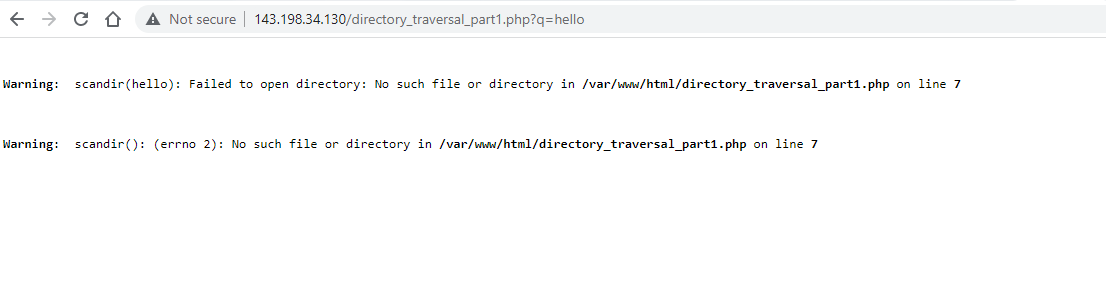 Not secure 143.198.34.130/directory_traversal_part1.php?q=hello
Warning: scandir(hello): Failed to open directory: No such file or directory in /var/www/html/directory_traversal_part1.php on line 7
Warning: scandir(): (errno 2): No such file or directory in /var/www/html/directory_traversal_part1.php on line 7